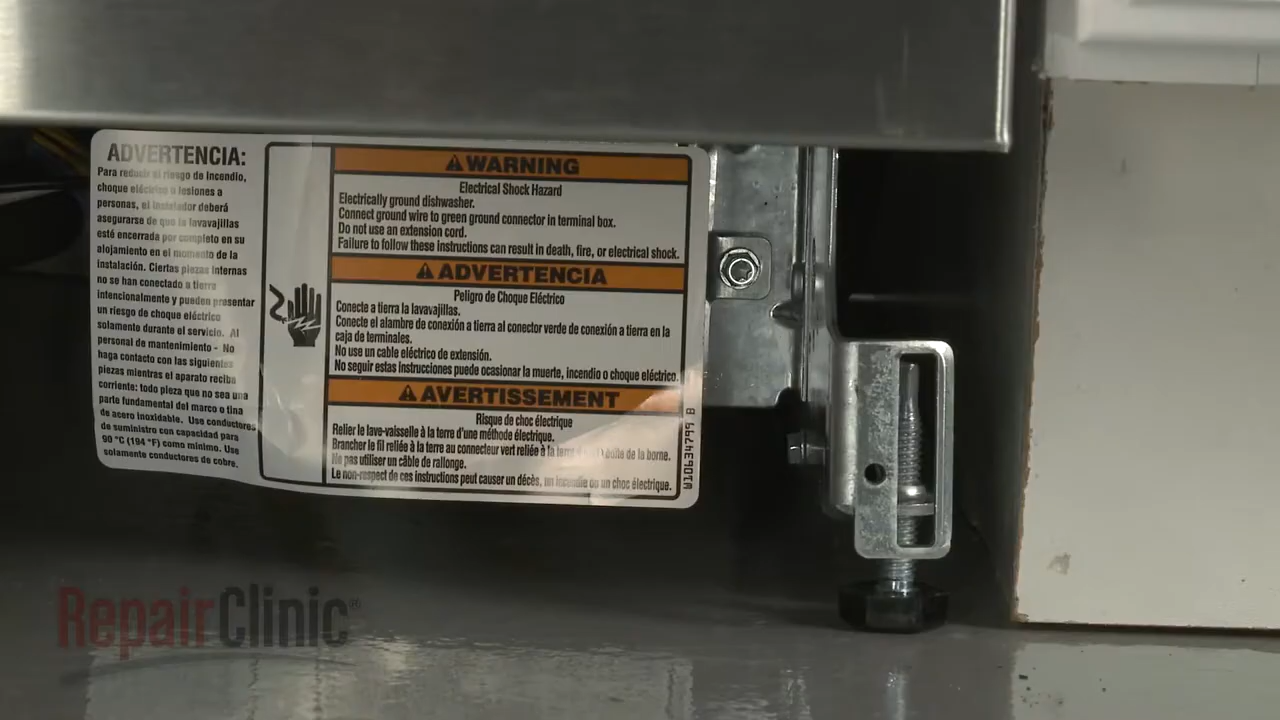 ADVERTENCIA:
Para reducir el riesgo de incendio,
choque eléctrico o lesiones a
personas, el instalador deberá
asegurarse de que la lavavajillas
esté encerrada por completo en su
alojamiento en el momento de la
instalación. Ciertas piezas internas
no se han conectado a tierra
intencionalmente y pueden presentar
un riesgo de choque eléctrico
solamente durante el servicio. Al
personal de mantenimiento - No
haga contacto con las siguientes
piezas mientras el aparato reciba
corriente: todo pieza que no sea una
parte fundamental del marco o tina
de acero inoxidable. Use conductores
de suministro con capacidad para
90 °C (194 °F) como mínimo. Use
solamente conductores de cobre.
WARNING
Electrical Shock Hazard
Electrically ground dishwasher.
Connect ground wire to green ground connector in terminal box.
Do not use an extension cord.
Failure to follow these instructions can result in death, fire, or electrical shock.
ADVERTENCIA
Peligro de Choque Eléctrico
Conecte a tierra la lavavajillas.
Conecte el alambre de conexión a tierra al conector verde de conexión a tierra en la
caja de terminales.
No use un cable eléctrico de extensión.
No seguir estas instrucciones puede ocasionar la muerte, incendio o choque eléctrico.
AVERTISSEMENT
Risque de choc électrique
Relier le lave-vaisselle à la terre d'une méthode électrique.
Brancher le fil reliée à la terre au connecteur vert reliée à la terre boîte de la borne.
Ne pas utiliser un câble de rallonge.
Le non-respect de ces instructions peut causer un décès, un incendie ou un choc électrique.
W10634799 B
RepairClinic®